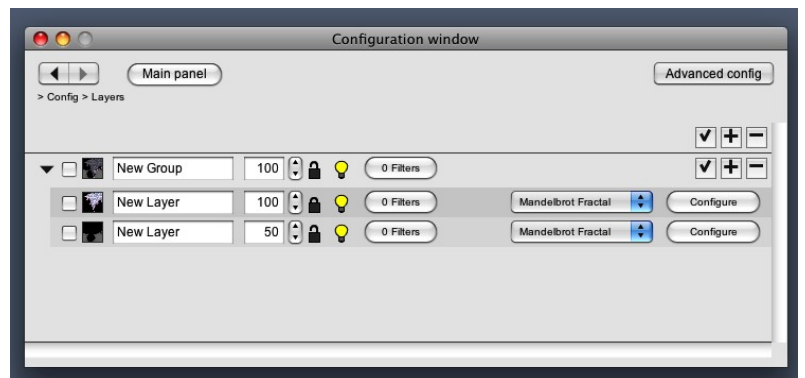 Configuration window
Main panel
Advanced config
> Config > Layers
New Group 100 0 Filters
New Layer 100 0 Filters Mandelbrot Fractal Configure
New Layer 50 0 Filters Mandelbrot Fractal Configure